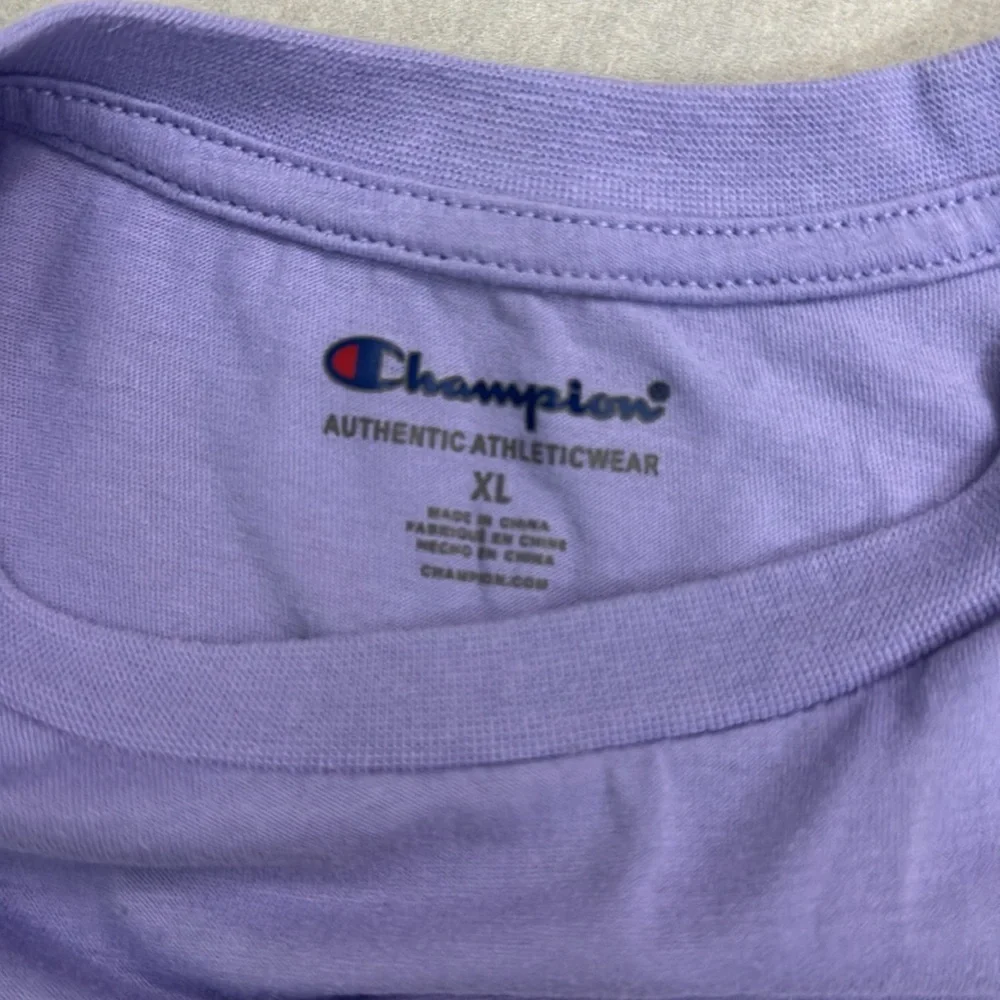 Champion®
AUTHENTIC ATHLETICWEAR
XL
MADE IN CHINA
FABRIQUÉ EN CHINE
HECHO EN CHINA
CHAMPION.COM